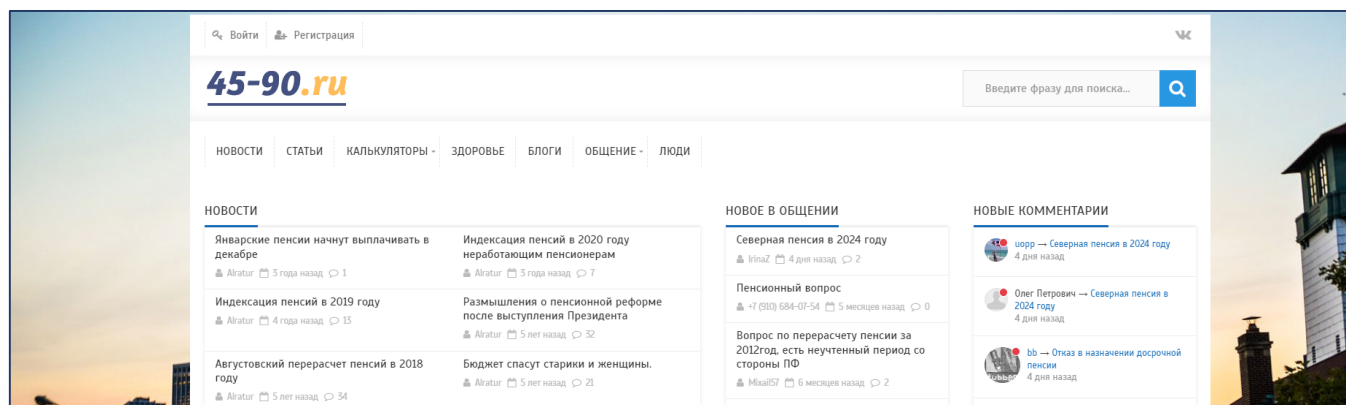 Войти Регистрация
45-90.ru
Введите фразу для поиска...
НОВОСТИ СТАТЬИ КАЛЬКУЛЯТОРЫ ЗДОРОВЬЕ БЛОГИ ОБЩЕНИЕ ЛЮДИ
НОВОСТИ
Январские пенсии начнут выплачивать в
декабре
Alratur 3 года назад 1
Индексация пенсий в 2020 году
неработающим пенсионерам
Alratur 3 года назад 7
Индексация пенсий в 2019 году
Alratur 4 года назад 13
Размышления о пенсионной реформе
после выступления Президента
Alratur 5 лет назад 32
Августовский перерасчет пенсий в 2018
году
Alratur 5 лет назад 34
Бюджет спасут старики и женщины.
Alratur 5 лет назад 21
НОВОЕ В ОБЩЕНИИ
Северная пенсия в 2024 году
IrinaZ 4 дня назад 2
Пенсионный вопрос
+7 (910) 684-07-54 5 месяцев назад 0
Вопрос по перерасчету пенсии за
2012год, есть неучтенный период со
стороны ПФ
Mixail57 6 месяцев назад 2
НОВЫЕ КОММЕНТАРИИ
uopp → Северная пенсия в 2024 году
4 дня назад
Олег Петрович → Северная пенсия в
2024 году
4 дня назад
bb → Отказ в назначении досрочной
пенсии
4 дня назад